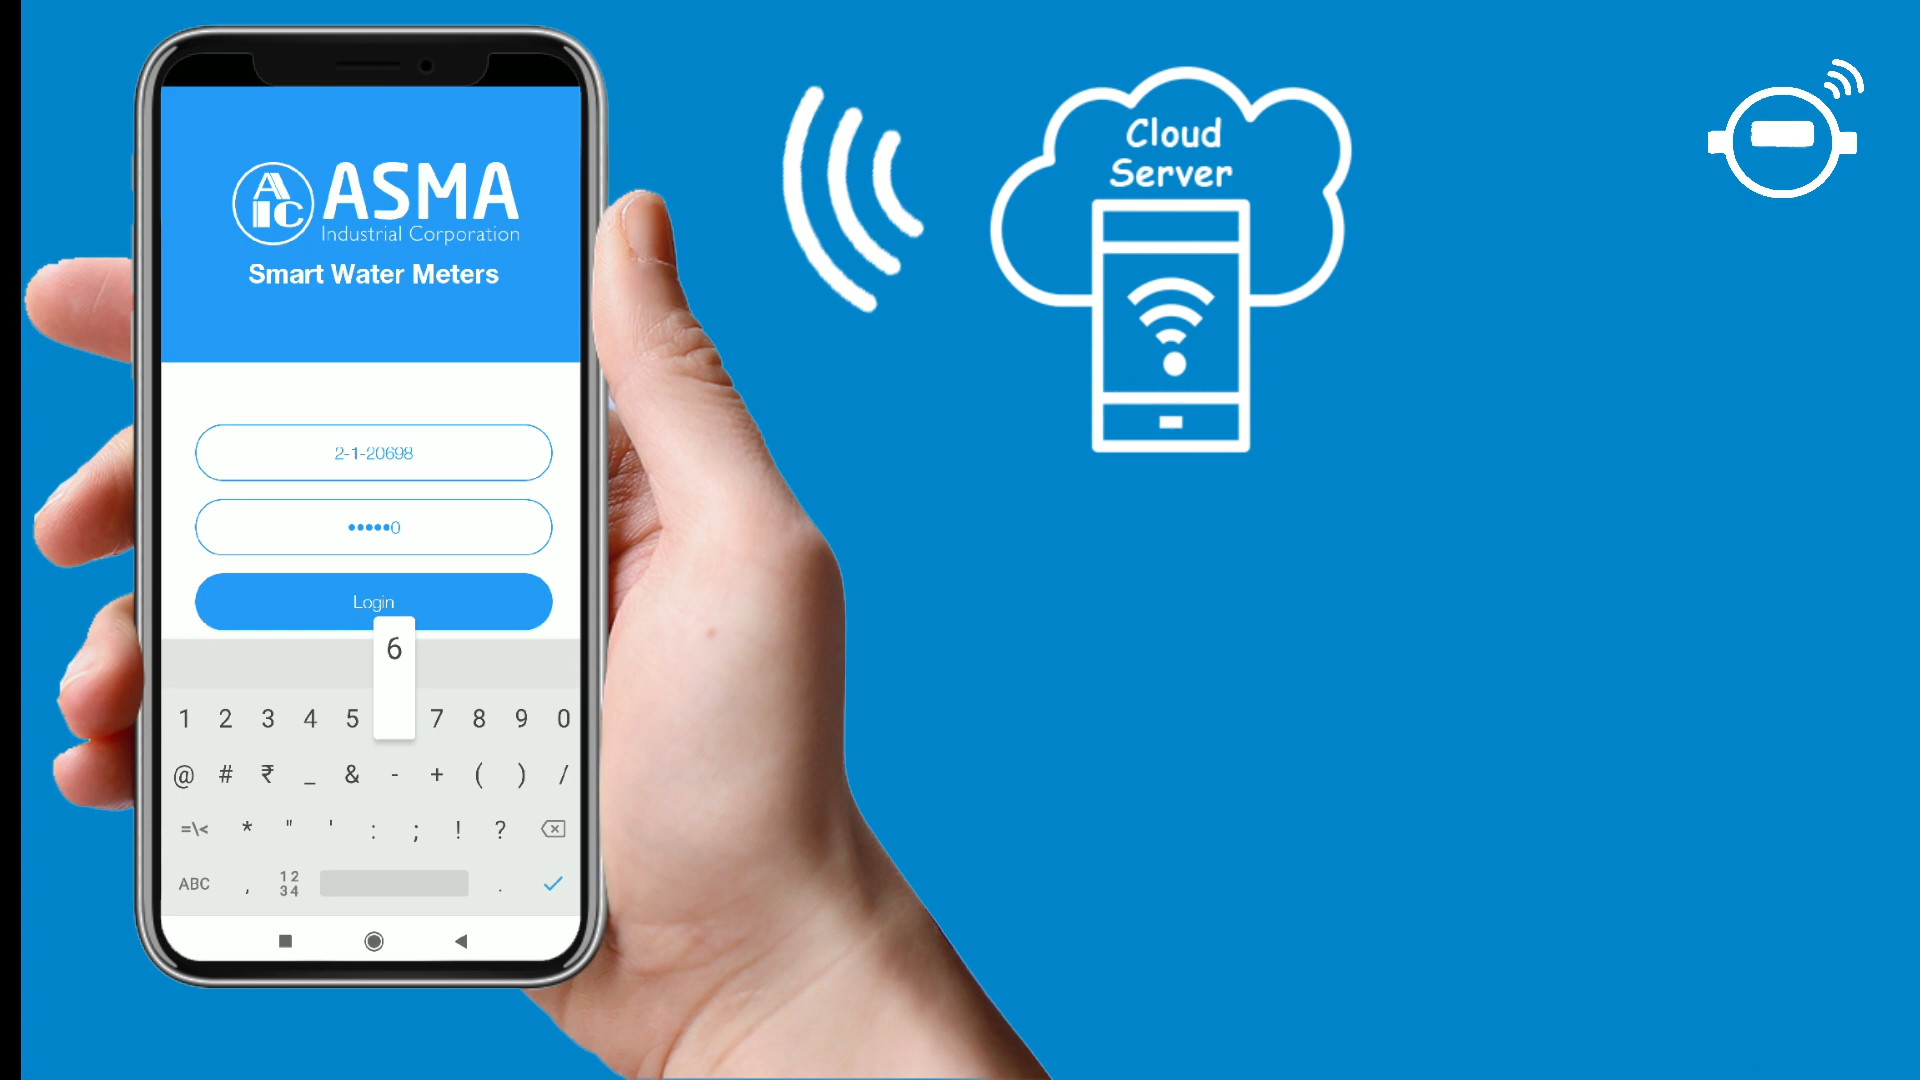 AIC ASMA
Industrial Corporation
Smart Water Meters
2-1-20698
•••••0
Login
6
1 2 3 4 5 7 8 9 0
@ # ₹ _ & - + ( ) /
=\< * " ' : ; ! ?
ABC , 12 34 .
Cloud
Server